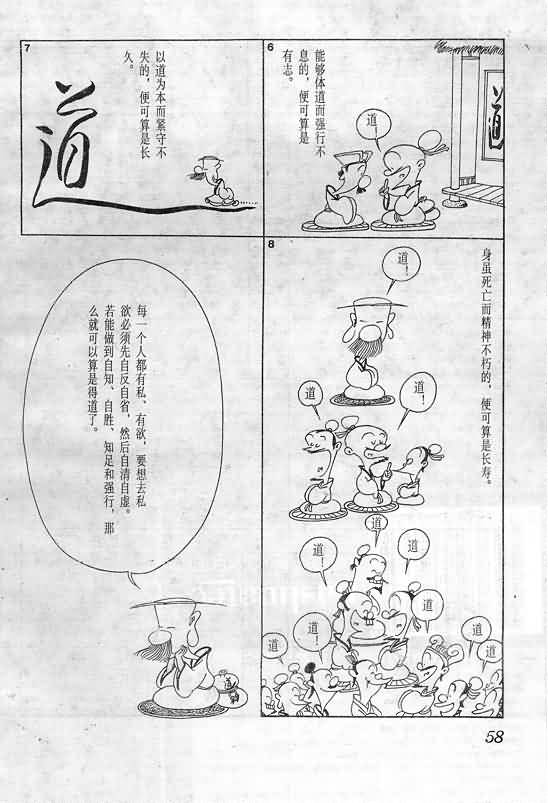 6
能够体道而强行不
息的，便可算是
有志。
道！
道
7
以道为本而紧守不
失的，便可算是长
久。
道
8
身虽死亡而精神不朽的，便可算是长寿。
道！
道
道！
道
道！
道
道
道
道！
道
道！
每一个人都有私、有欲，要想去私
欲必须先自反自省，然后自清自虚。
若能做到自知、自胜、知足和强行，那
么就可以算是得道了。
道
58